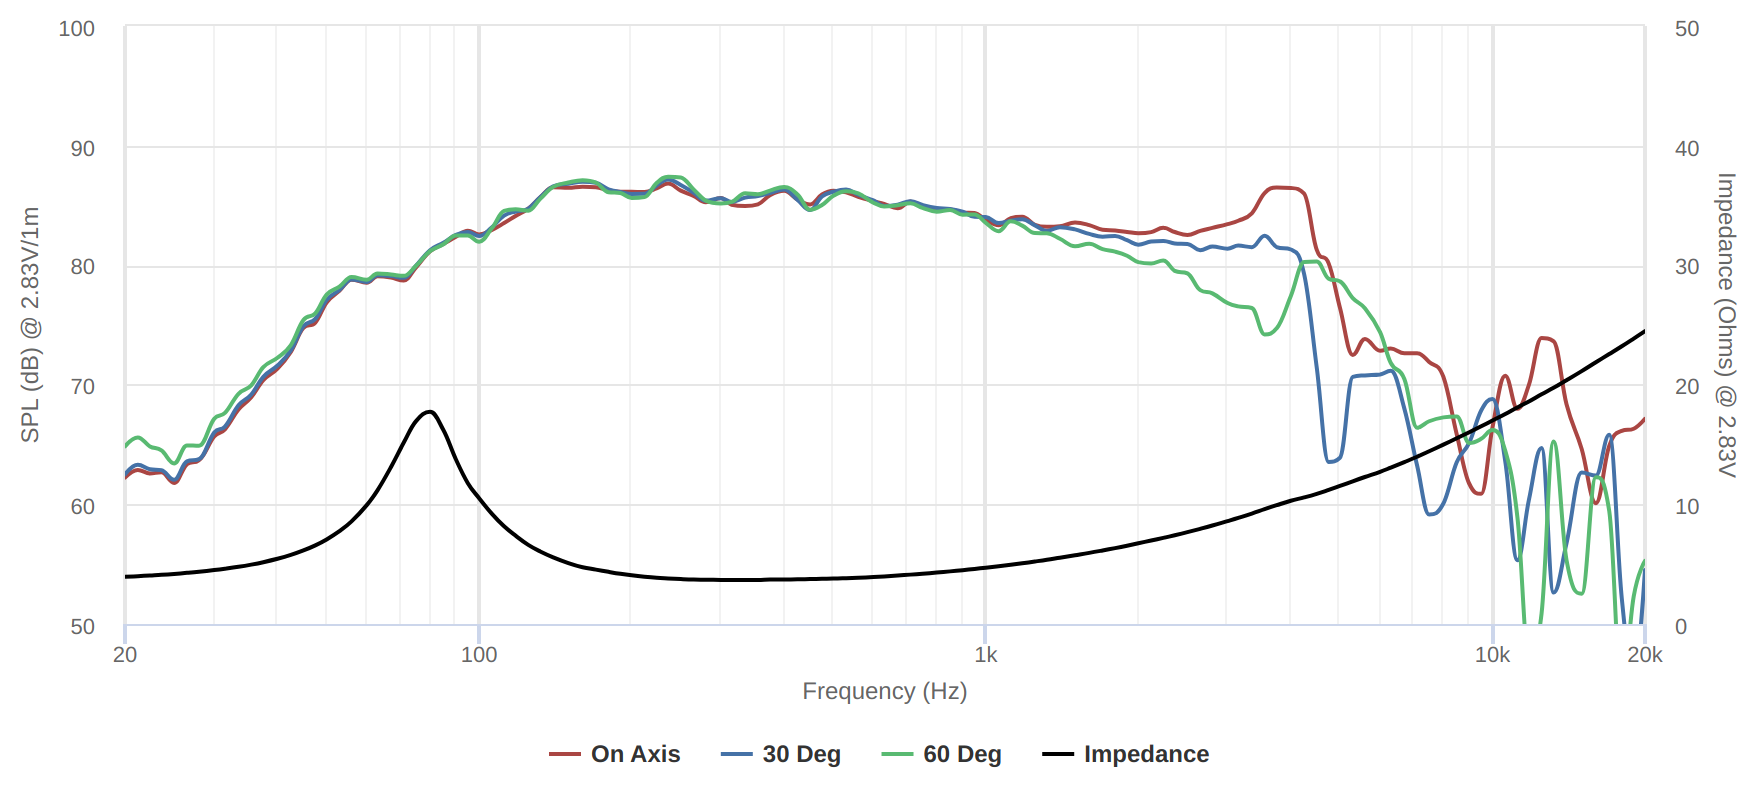 100
90
80
70
60
50
SPL (dB) @ 2.83V/1m
50
40
30
20
10
0
Impedance (Ohms) @ 2.83V
20
100
1k
10k
20k
Frequency (Hz)
On Axis
30 Deg
60 Deg
Impedance